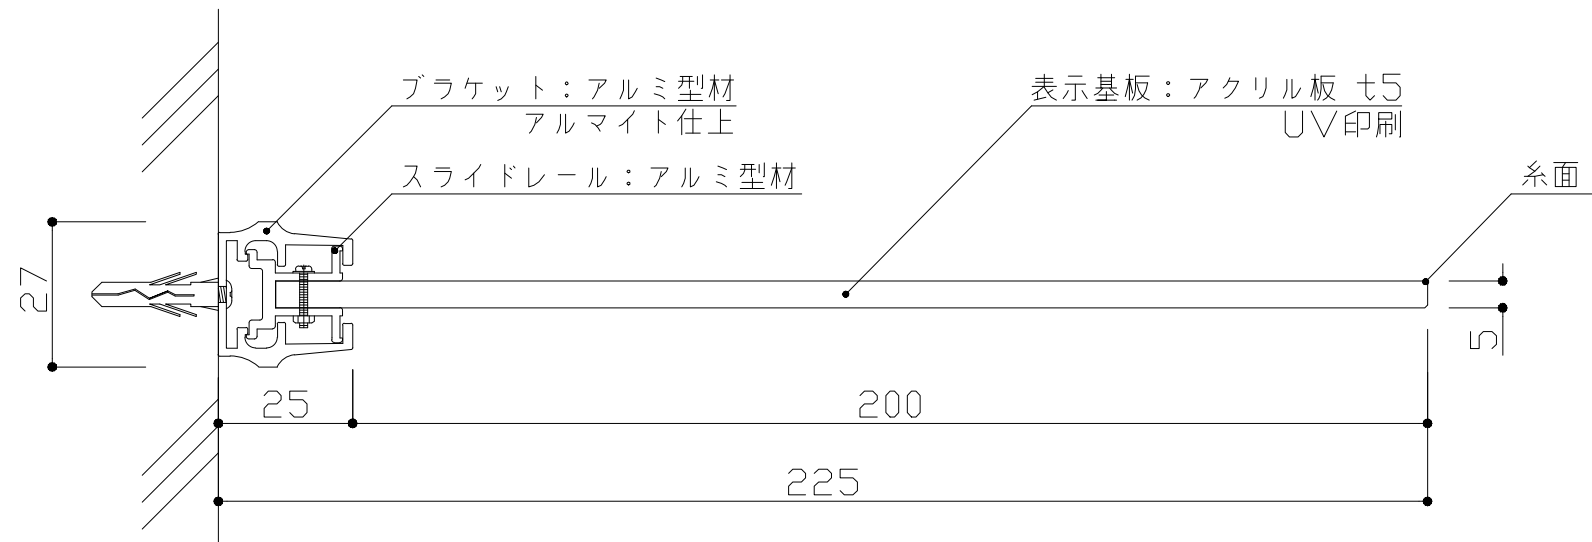 ブラケット：アルミ型材
アルマイト仕上
表示基板：アクリル板 t5
UV印刷
スライドレール：アルミ型材
糸面
27
5
25
200
225